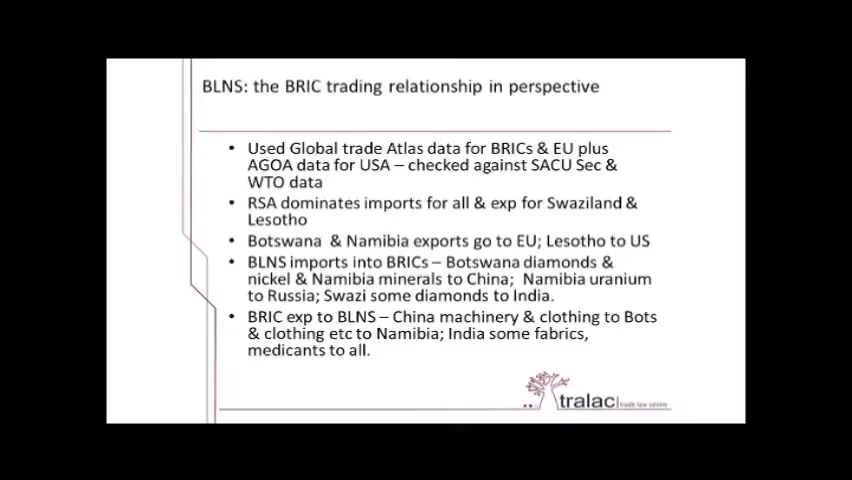 BLNS: the BRIC trading relationship in perspective
• Used Global trade Atlas data for BRICs & EU plus
AGOA data for USA – checked against SACU Sec &
WTO data
• RSA dominates imports for all & exp for Swaziland &
Lesotho
• Botswana & Namibia exports go to EU; Lesotho to US
• BLNS imports into BRICs – Botswana diamonds &
nickel & Namibia minerals to China; Namibia uranium
to Russia; Swazi some diamonds to India.
• BRIC exp to BLNS – China machinery & clothing to Bots
& clothing etc to Namibia; India some fabrics,
medicants to all.
tralac trade law centre